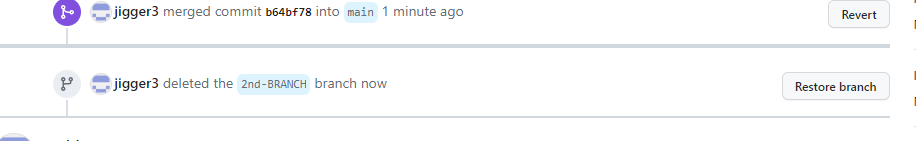 jigger3 merged commit b64bf78 into main 1 minute ago
Revert
jigger3 deleted the 2nd-BRANCH branch now
Restore branch